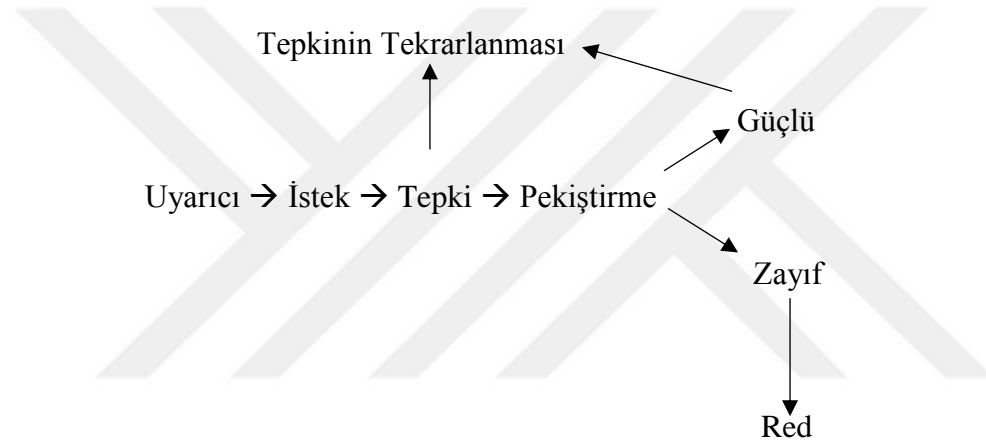 Tepkinin Tekrarlanması
Güçlü
Uyarıcı → İstek → Tepki → Pekiştirme
Zayıf
Red